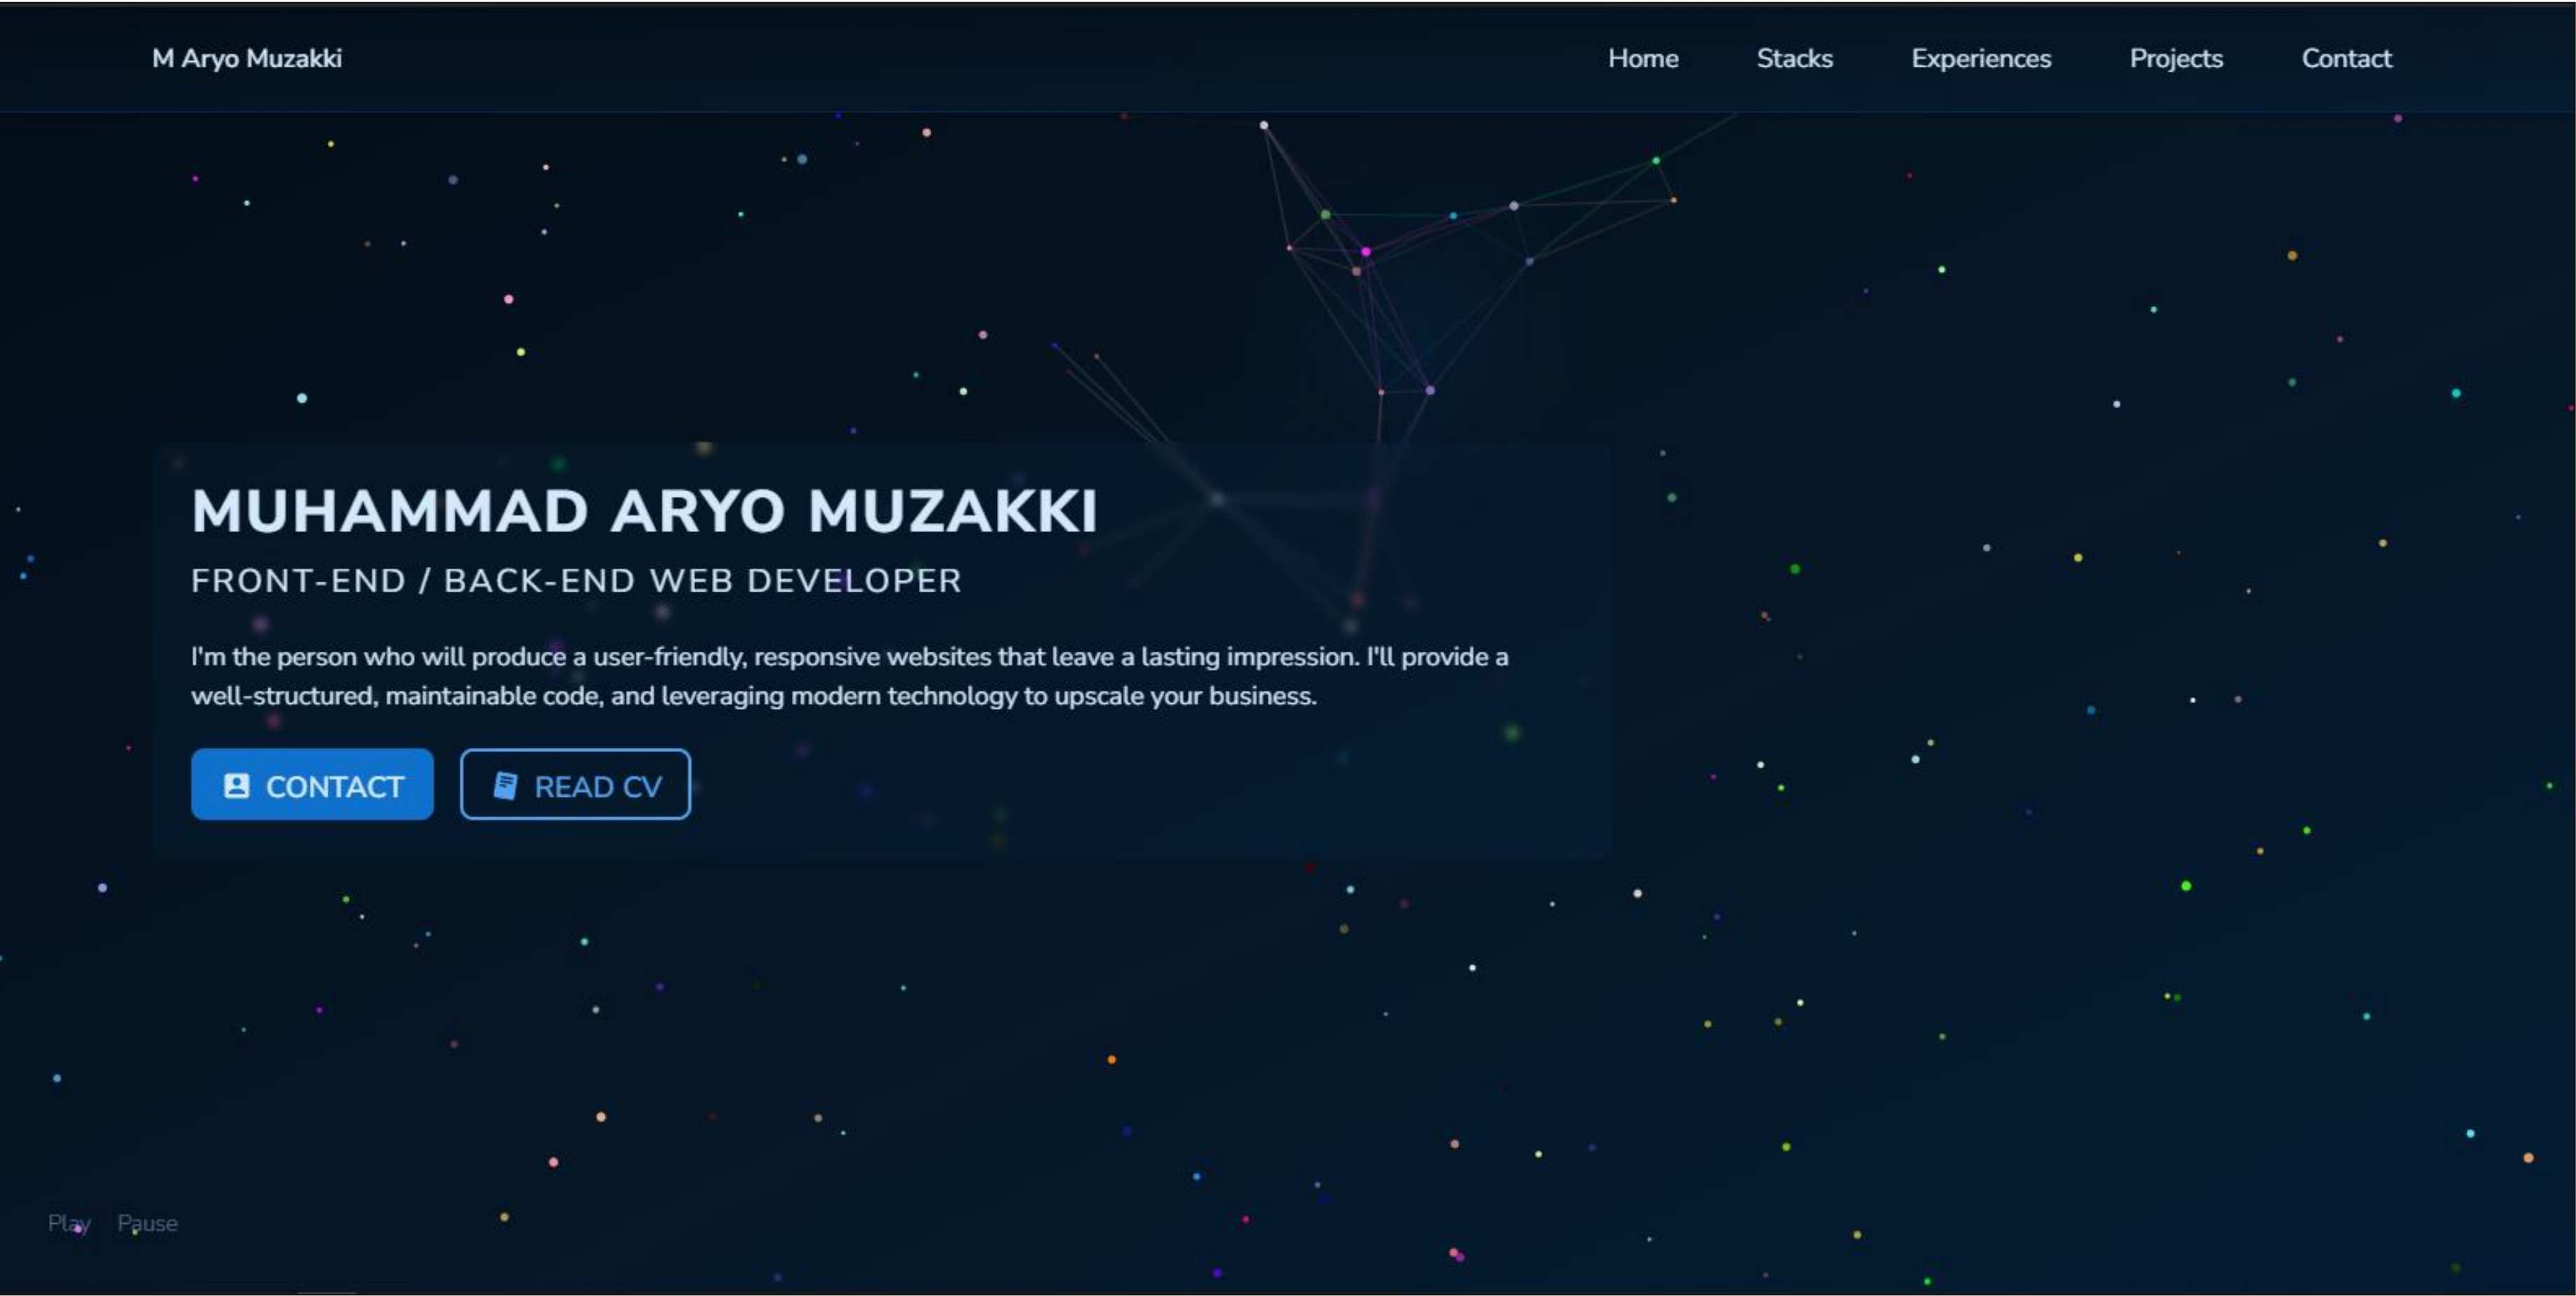 M Aryo Muzakki
Home Stacks Experiences Projects Contact
MUHAMMAD ARYO MUZAKKI
FRONT-END / BACK-END WEB DEVELOPER
I'm the person who will produce a user-friendly, responsive websites that leave a lasting impression. I'll provide a
well-structured, maintainable code, and leveraging modern technology to upscale your business.
CONTACT READ CV
Play Pause